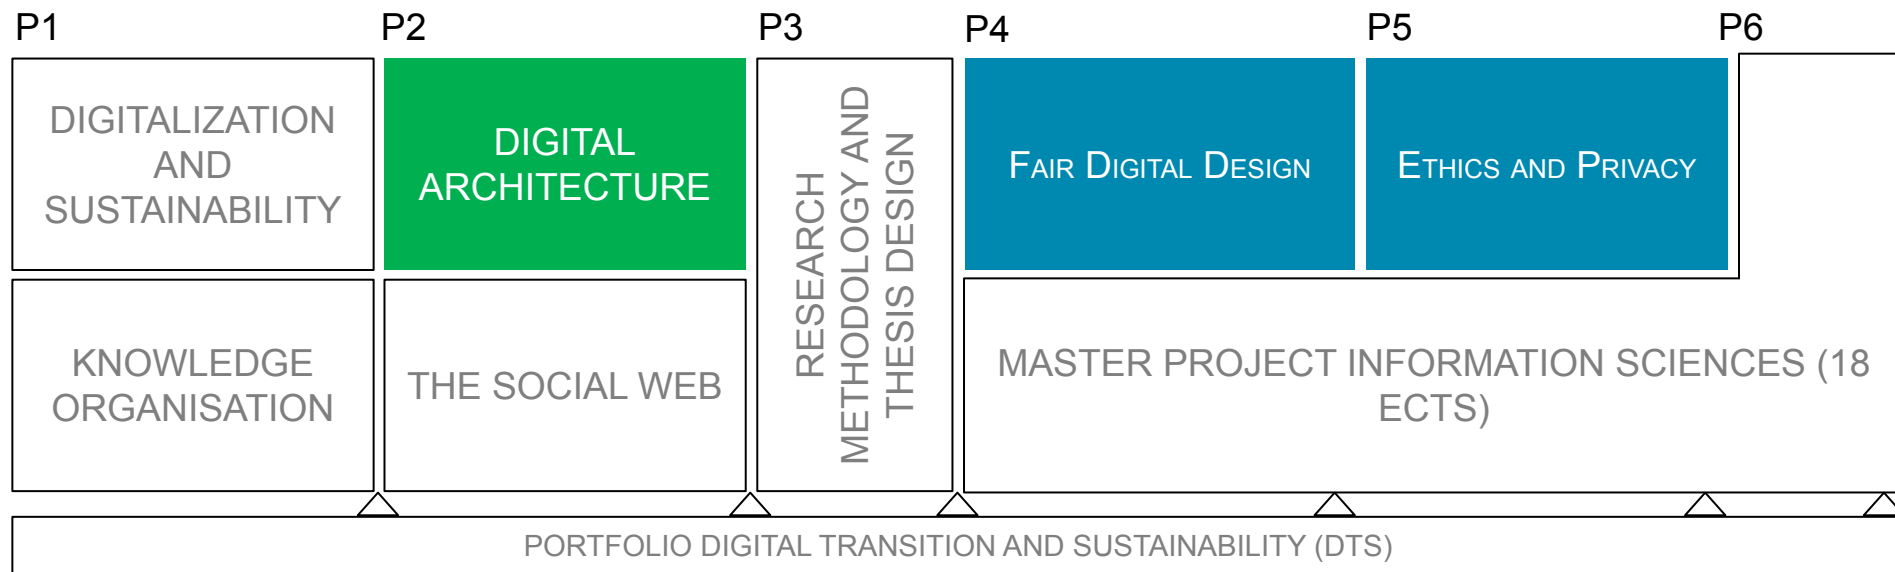 P1
P2
P3
P4
P5
P6
DIGITALIZATION
AND
SUSTAINABILITY
DIGITAL
ARCHITECTURE
RESEARCH
METHODOLOGY AND
THESIS DESIGN
FAIR DIGITAL DESIGN
ETHICS AND PRIVACY
KNOWLEDGE
ORGANISATION
THE SOCIAL WEB
MASTER PROJECT INFORMATION SCIENCES (18
ECTS)
PORTFOLIO DIGITAL TRANSITION AND SUSTAINABILITY (DTS)